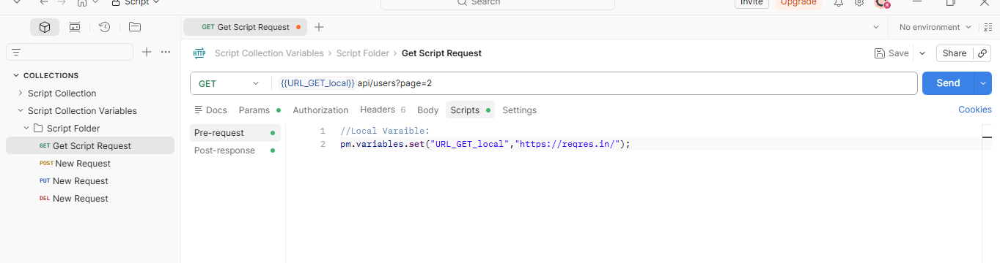 Script
Search
Invite
Upgrade
GET Get Script Request
No environment
HTTP Script Collection Variables > Script Folder > Get Script Request
Save
Share
COLLECTIONS
Script Collection
Script Collection Variables
Script Folder
GET Get Script Request
POST New Request
PUT New Request
DEL New Request
GET
{{URL_GET_local}} api/users?page=2
Send
Docs Params Authorization Headers 6 Body Scripts Settings
Cookies
Pre-request
Post-response
1 //Local Varaible:
2 pm.variables.set("URL_GET_local","https://reqres.in/");